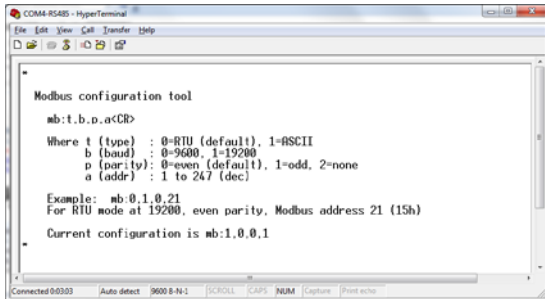 COM4-RS485 - HyperTerminal
File Edit View Call Transfer Help
Modbus configuration tool
mb:t.b.p.a<CR>
Where t (type) : 0=RTU (default), 1=ASCII
b (baud) : 0=9600, 1=19200
p (parity): 0=even (default), 1=odd, 2=none
a (addr) : 1 to 247 (dec)
Example: mb:0,1,0,21
For RTU mode at 19200, even parity, Modbus address 21 (15h)
Current configuration is mb:1,0,0,1
Connected 0:03:03 Auto detect 9600 8-N-1 SCROLL CAPS NUM Capture Print echo